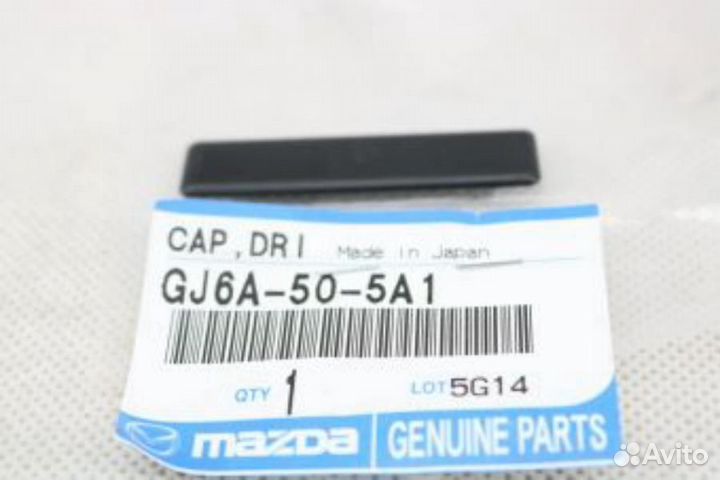 CAP, DRI Made in Japan
GJ6A-50-5A1
QTY 1 LOT 5G14
mazda GENUINE PARTS
Avito